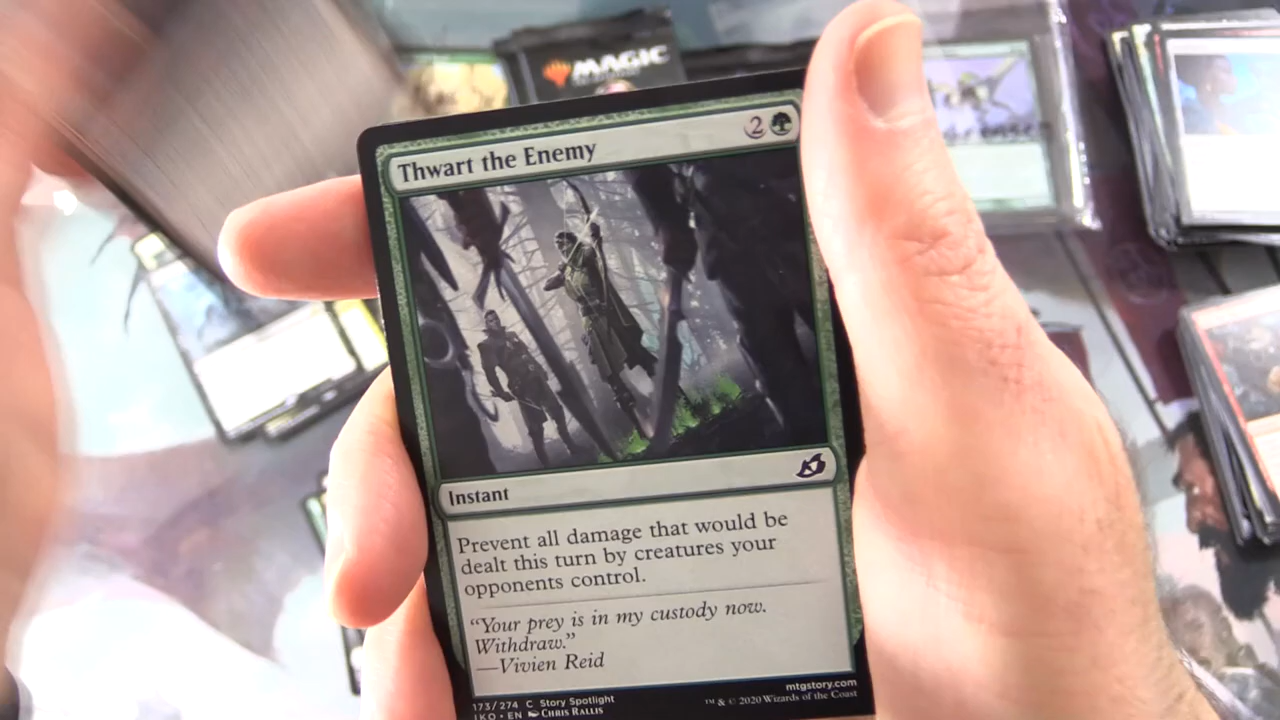 MAGIC
Thwart the Enemy
2
Instant
Prevent all damage that would be
dealt this turn by creatures your
opponents control.
“Your prey is in my custody now.
Withdraw.”
—Vivien Reid
173/274 C Story Spotlight
IKO • EN Chris Rallis
mtgstory.com
™ & © 2020 Wizards of the Coast